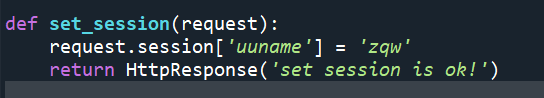 def set_session(request):
    request.session['uuname'] = 'zqw'
    return HttpResponse('set session is ok!')